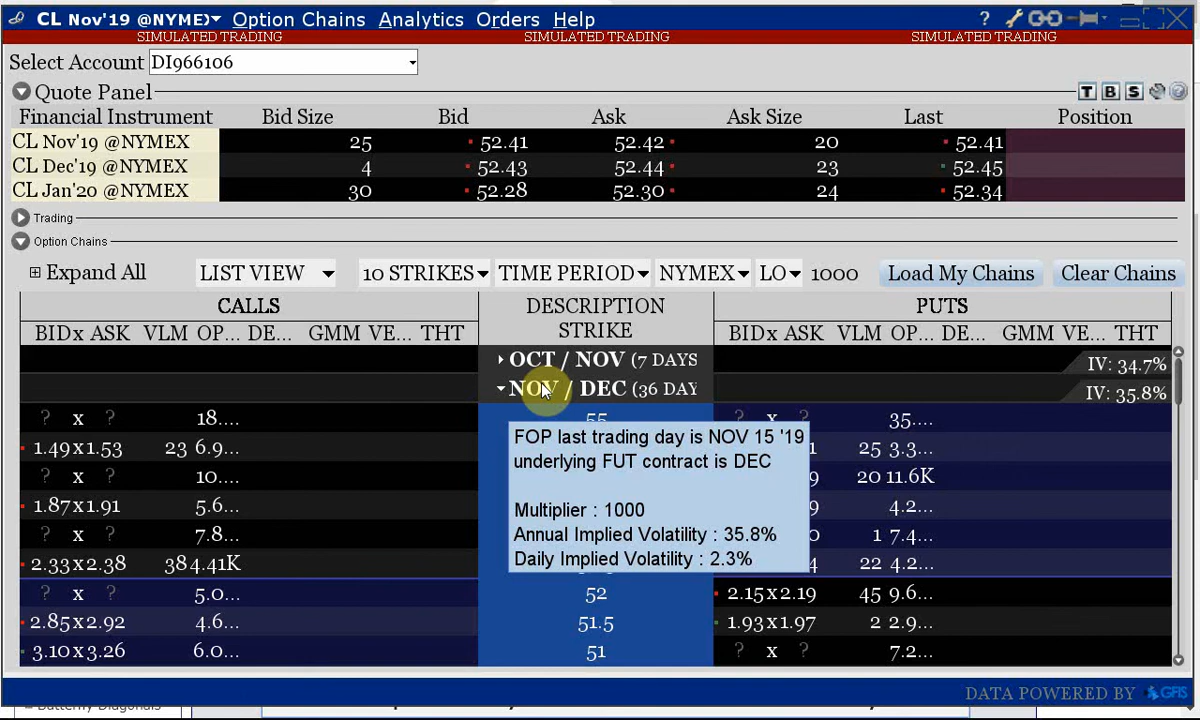 CL Nov'19 @NYMEX Option Chains Analytics Orders Help ?
SIMULATED TRADING SIMULATED TRADING SIMULATED TRADING
Select Account DI966106
Quote Panel T B S
Financial Instrument Bid Size Bid Ask Ask Size Last Position
CL Nov'19 @NYMEX 25 52.41 52.42 20 52.41
CL Dec'19 @NYMEX 4 52.43 52.44 23 52.45
CL Jan'20 @NYMEX 30 52.28 52.30 24 52.34
Trading
Option Chains
Expand All LIST VIEW 10 STRIKES TIME PERIOD NYMEX LO 1000 Load My Chains Clear Chains
CALLS DESCRIPTION PUTS
STRIKE
BIDx ASK VLM OP... DE... GMM VE... THT BIDx ASK VLM OP... DE... GMM VE... THT
OCT / NOV (7 DAYS IV: 34.7%
NOV / DEC (36 DAY IV: 35.8%
? x ? 18.... 55 ? x ? 35....
1.49x1.53 23 6.9... 25 3.3...
? x ? 10.... 20 11.6K
1.87x1.91 5.6... 4.2...
? x ? 7.8... 1 7.4...
2.33x2.38 38 4.41K 22 4.2...
FOP last trading day is NOV 15 '19
underlying FUT contract is DEC
Multiplier : 1000
Annual Implied Volatility : 35.8%
Daily Implied Volatility : 2.3%
? x ? 5.0... 52 2.15x2.19 45 9.6...
2.85x2.92 4.6... 51.5 1.93x1.97 2 2.9...
3.10x3.26 6.0... 51 ? x ? 7.2...
DATA POWERED BY GFIS